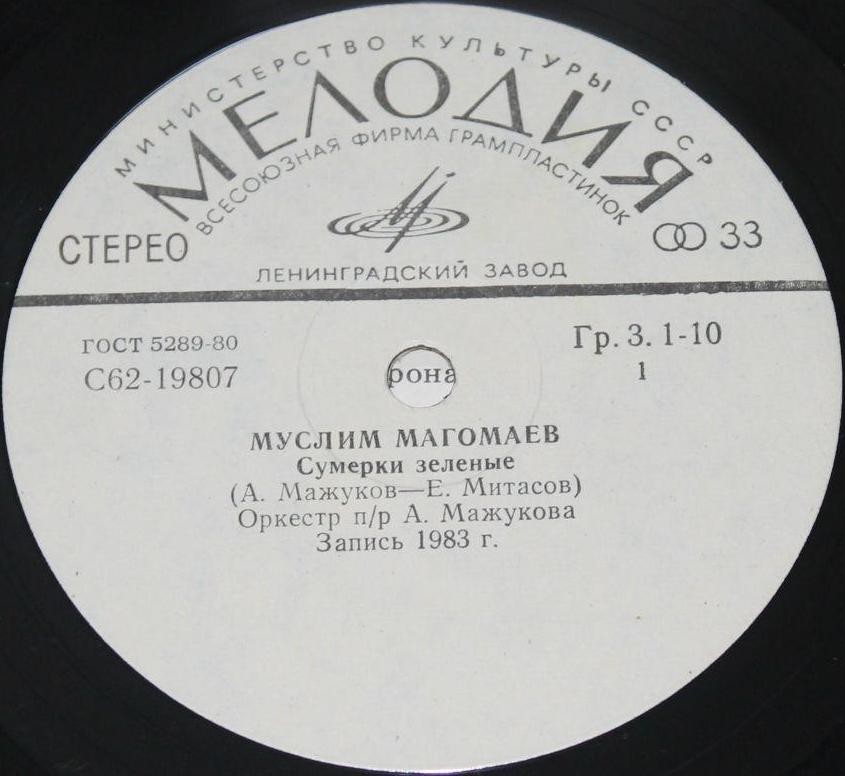 МИНИСТЕРСТВО КУЛЬТУРЫ СССР
МЕЛОДИЯ
ВСЕСОЮЗНАЯ ФИРМА ГРАМПЛАСТИНОК
СТЕРЕО
33
ЛЕНИНГРАДСКИЙ ЗАВОД
ГОСТ 5289-80
Гр. 3. 1-10
С62-19807
1
рона
МУСЛИМ МАГОМАЕВ
Сумерки зеленые
(А. Мажуков—Е. Митасов)
Оркестр п/р А. Мажукова
Запись 1983 г.